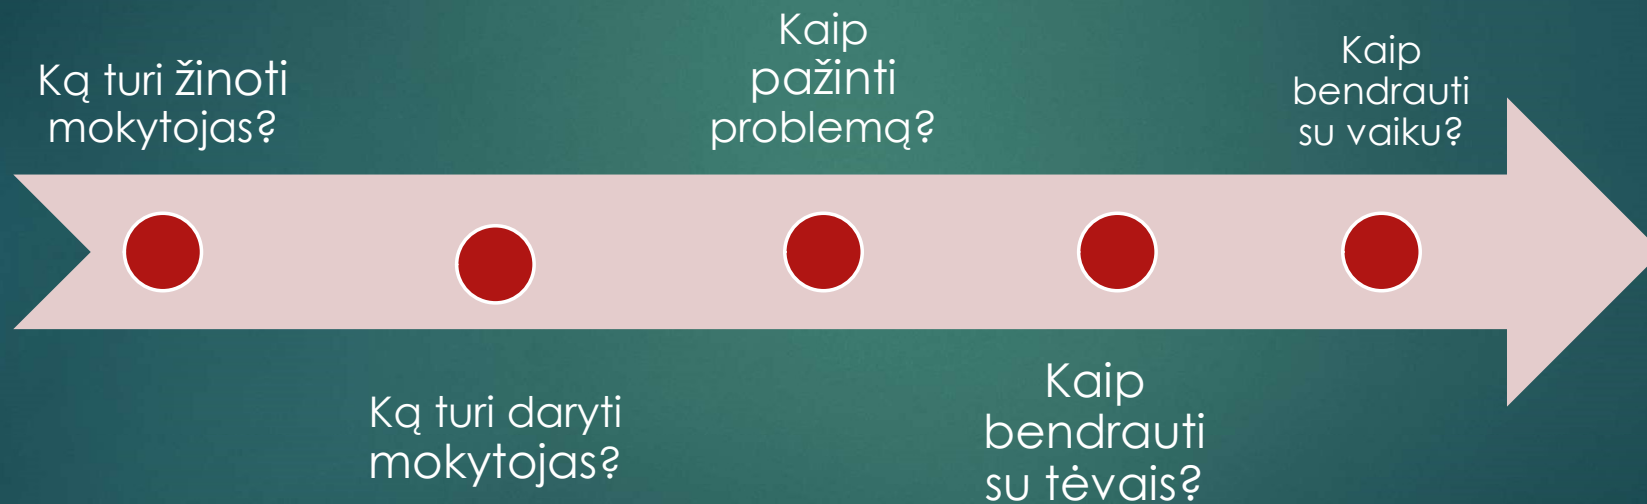 Ką turi žinoti
mokytojas?
Ką turi daryti
mokytojas?
Kaip
pažinti
problemą?
Kaip
bendrauti
su tėvais?
Kaip
bendrauti
su vaiku?